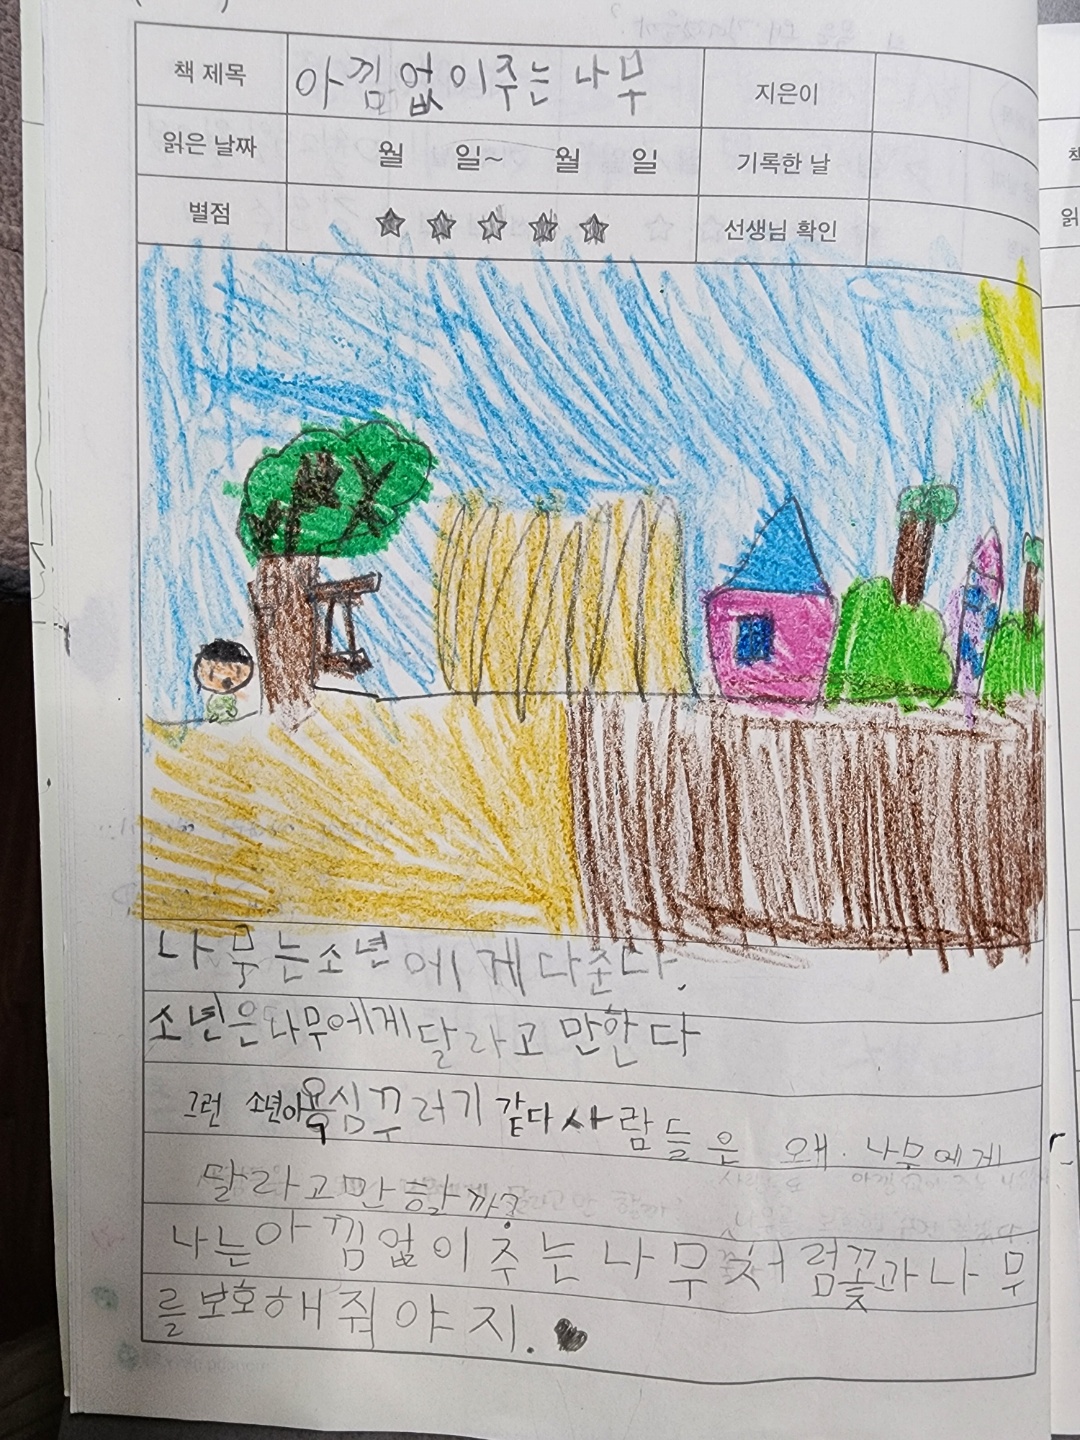 책 제목 아낌없이주는나무 지은이
읽은 날짜 월 일~ 월 일 기록한 날
별점 선생님 확인
나무는소년에게다준다.
소년은나무에게달라고 만한다
그런 소년이욕심꾸러기 같다사람들은 왜. 나무에게
달라고만 할까?
나는아낌없이주는나무처럼꽃과나무
를보호해줘야지.